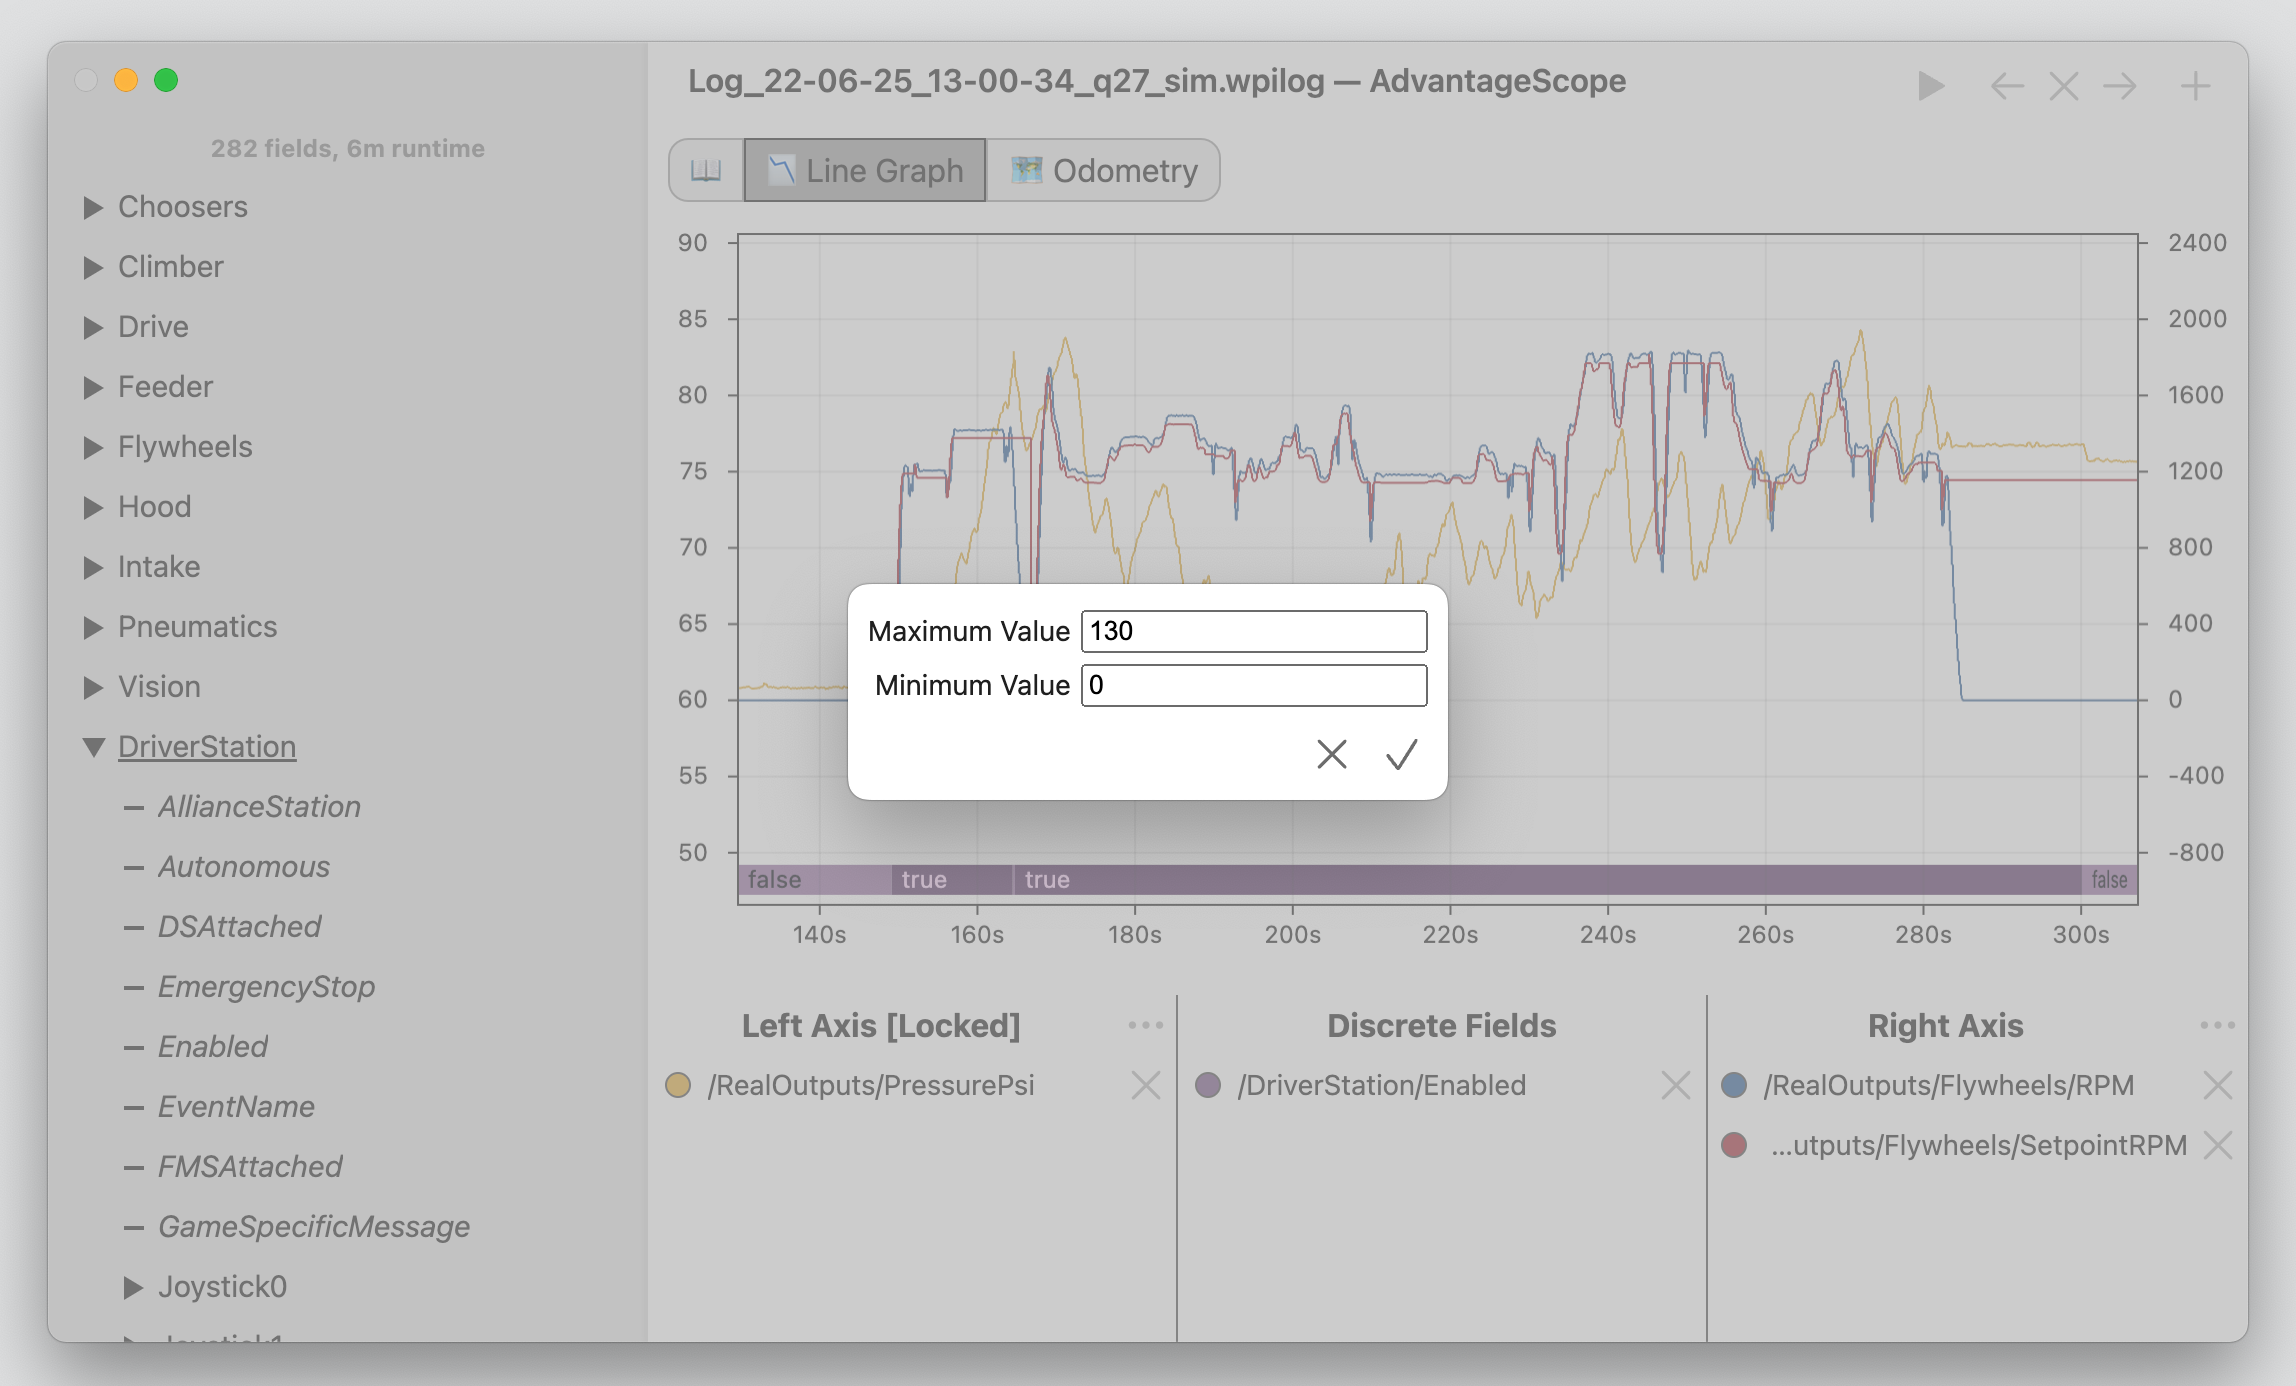 Log_22-06-25_13-00-34_q27_sim.wpilog — AdvantageScope
282 fields, 6m runtime
Choosers
Climber
Drive
Feeder
Flywheels
Hood
Intake
Pneumatics
Vision
DriverStation
AllianceStation
Autonomous
DSAttached
EmergencyStop
Enabled
EventName
FMSAttached
GameSpecificMessage
Joystick0
Joystick1
Line Graph
Odometry
90
85
80
75
70
65
60
55
50
2400
2000
1600
1200
800
400
0
-400
-800
false
true
true
false
140s
160s
180s
200s
220s
240s
260s
280s
300s
Maximum Value 130
Minimum Value 0
Left Axis [Locked]
/RealOutputs/PressurePsi
Discrete Fields
/DriverStation/Enabled
Right Axis
/RealOutputs/Flywheels/RPM
...utputs/Flywheels/SetpointRPM